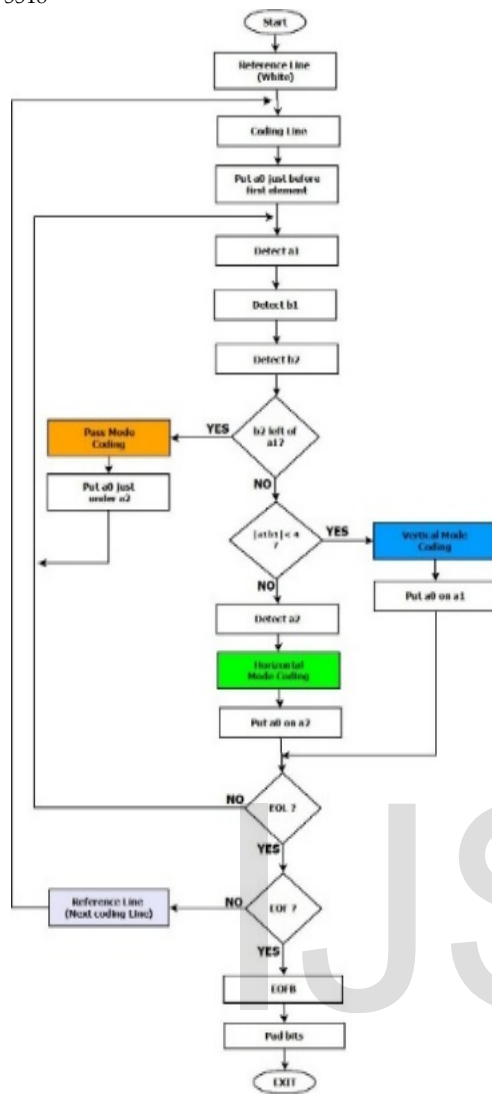 Start
Reference Line
(White)
Coding Line
Put a0 just before
first element
Detect a1
Detect b1
Detect b2
b2 left of
a1?
YES
Pass Mode
Coding
Put a0 just
under a2
NO
|a1b1| < 4
?
YES
Vertical Mode
Coding
Put a0 on a1
NO
Detect a2
Horizontal
Mode Coding
Put a0 on a2
EOL ?
NO
YES
EOF ?
NO
Reference Line
(Next coding Line)
YES
EOFB
Pad bits
EXIT
IJS